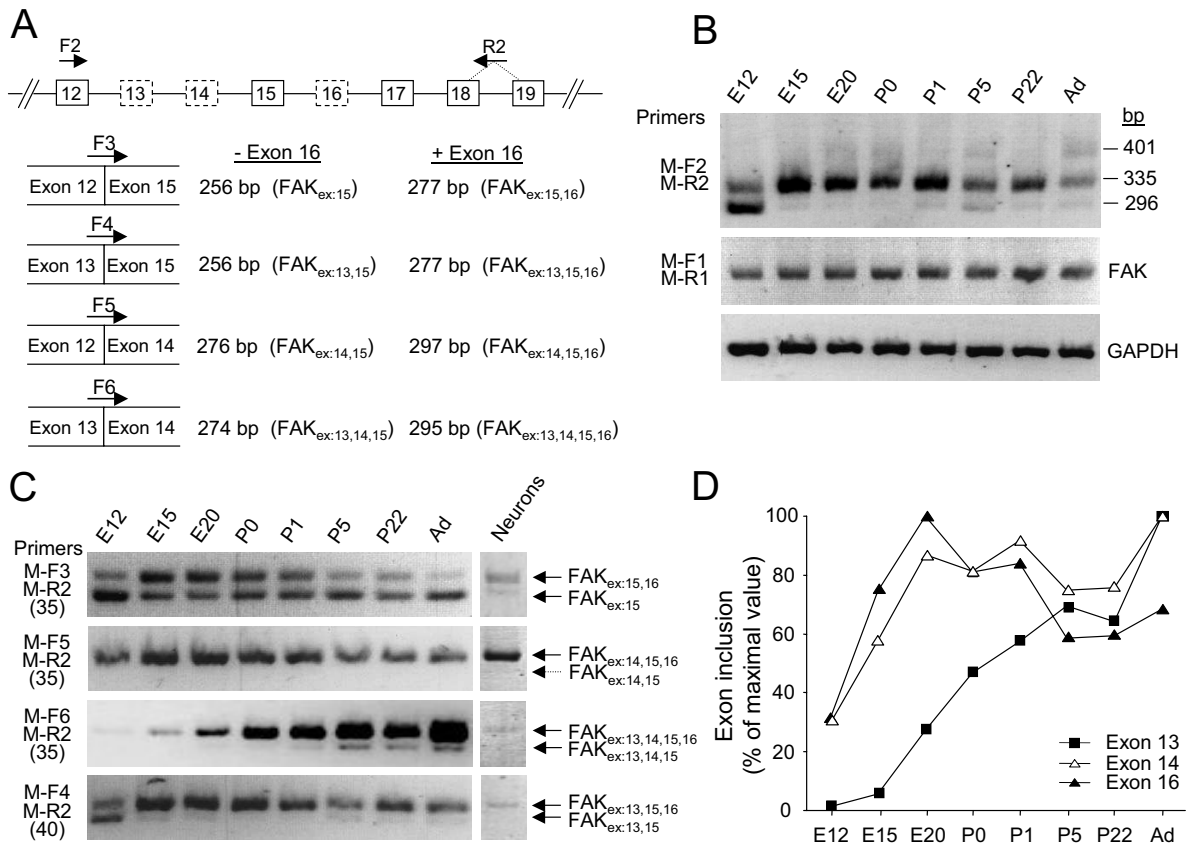 A
F2
R2
12 13 14 15 16 17 18 19
F3
- Exon 16 + Exon 16
Exon 12 Exon 15 256 bp (FAKex:15) 277 bp (FAKex:15,16)
F4
Exon 13 Exon 15 256 bp (FAKex:13,15) 277 bp (FAKex:13,15,16)
F5
Exon 12 Exon 14 276 bp (FAKex:14,15) 297 bp (FAKex:14,15,16)
F6
Exon 13 Exon 14 274 bp (FAKex:13,14,15) 295 bp (FAKex:13,14,15,16)
B
E12 E15 E20 P0 P1 P5 P22 Ad
Primers
bp
M-F2
M-R2
401
335
296
M-F1
M-R1
FAK
GAPDH
C
E12 E15 E20 P0 P1 P5 P22 Ad Neurons
Primers
M-F3
M-R2
(35)
FAKex:15,16
FAKex:15
M-F5
M-R2
(35)
FAKex:14,15,16
FAKex:14,15
M-F6
M-R2
(35)
FAKex:13,14,15,16
FAKex:13,14,15
M-F4
M-R2
(40)
FAKex:13,15,16
FAKex:13,15
D
Exon inclusion
(% of maximal value)
100
80
60
40
20
0
Exon 13
Exon 14
Exon 16
E12 E15 E20 P0 P1 P5 P22 Ad